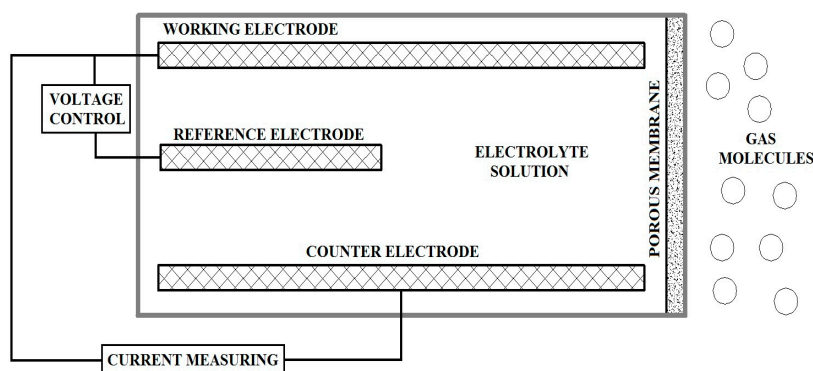 WORKING ELECTRODE
VOLTAGE
CONTROL
REFERENCE ELECTRODE
ELECTROLYTE
SOLUTION
POROUS MEMBRANE
GAS
MOLECULES
COUNTER ELECTRODE
CURRENT MEASURING